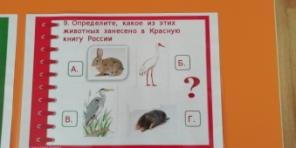 9. Определите, какое из этих
животных занесено в Красную
книгу России
А.
Б.
?
В.
Г.